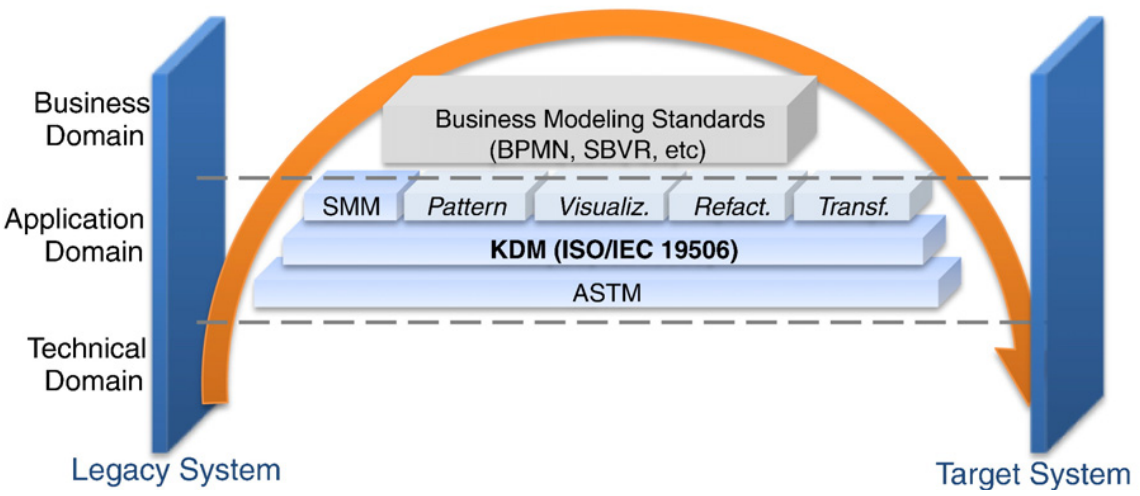 Business
Domain
Business Modeling Standards
(BPMN, SBVR, etc)
Application
Domain
SMM
Pattern
Visualiz.
Refact.
Transf.
KDM (ISO/IEC 19506)
ASTM
Technical
Domain
Legacy System
Target System